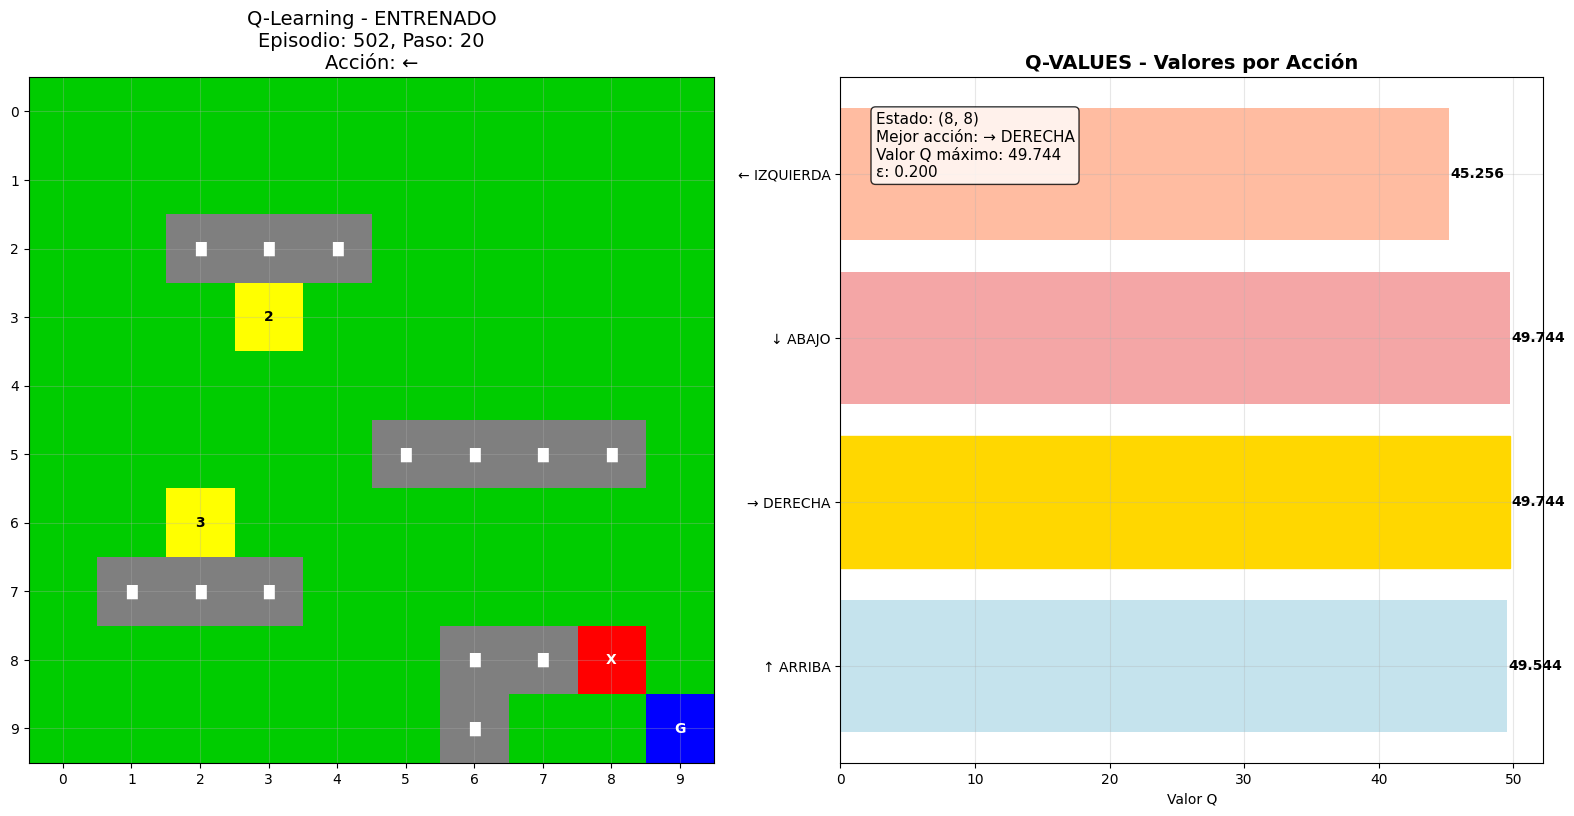 Q-Learning - ENTRENADO
Episodio: 502, Paso: 20
Acción: ←
0
1
2
3
4
5
6
7
8
9
2
3
X
G
0 1 2 3 4 5 6 7 8 9
Q-VALUES - Valores por Acción
Estado: (8, 8)
Mejor acción: → DERECHA
Valor Q máximo: 49.744
ε: 0.200
← IZQUIERDA 45.256
↓ ABAJO 49.744
→ DERECHA 49.744
↑ ARRIBA 49.544
0 10 20 30 40 50
Valor Q